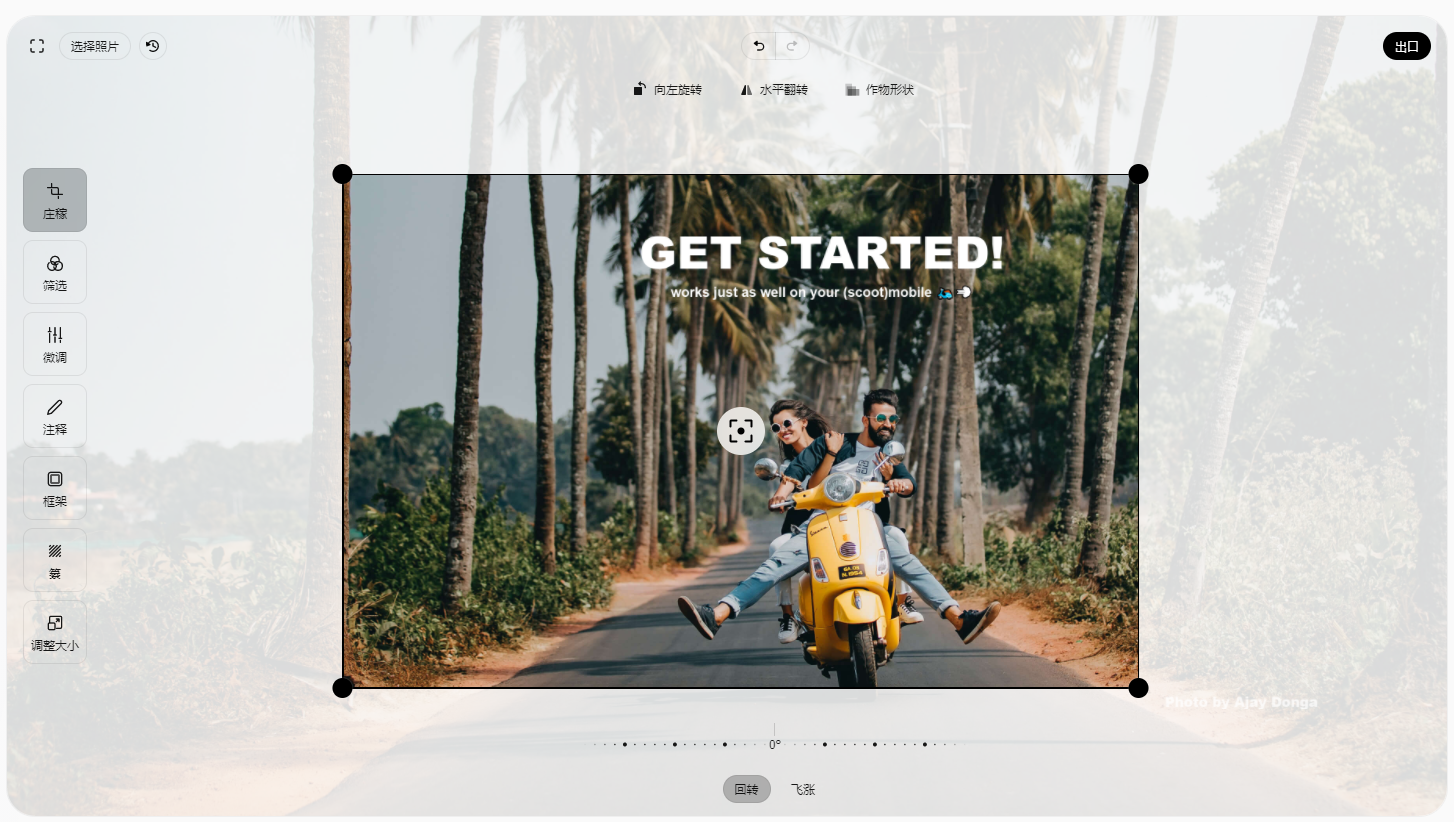 选择照片
出口
向左旋转
水平翻转
作物形状
庄稼
筛选
微调
注释
框架
纂
调整大小
GET STARTED!
works just as well on your (scoot)mobile 🛵💨
Photo by Ajay Donga
0°
回转
飞涨